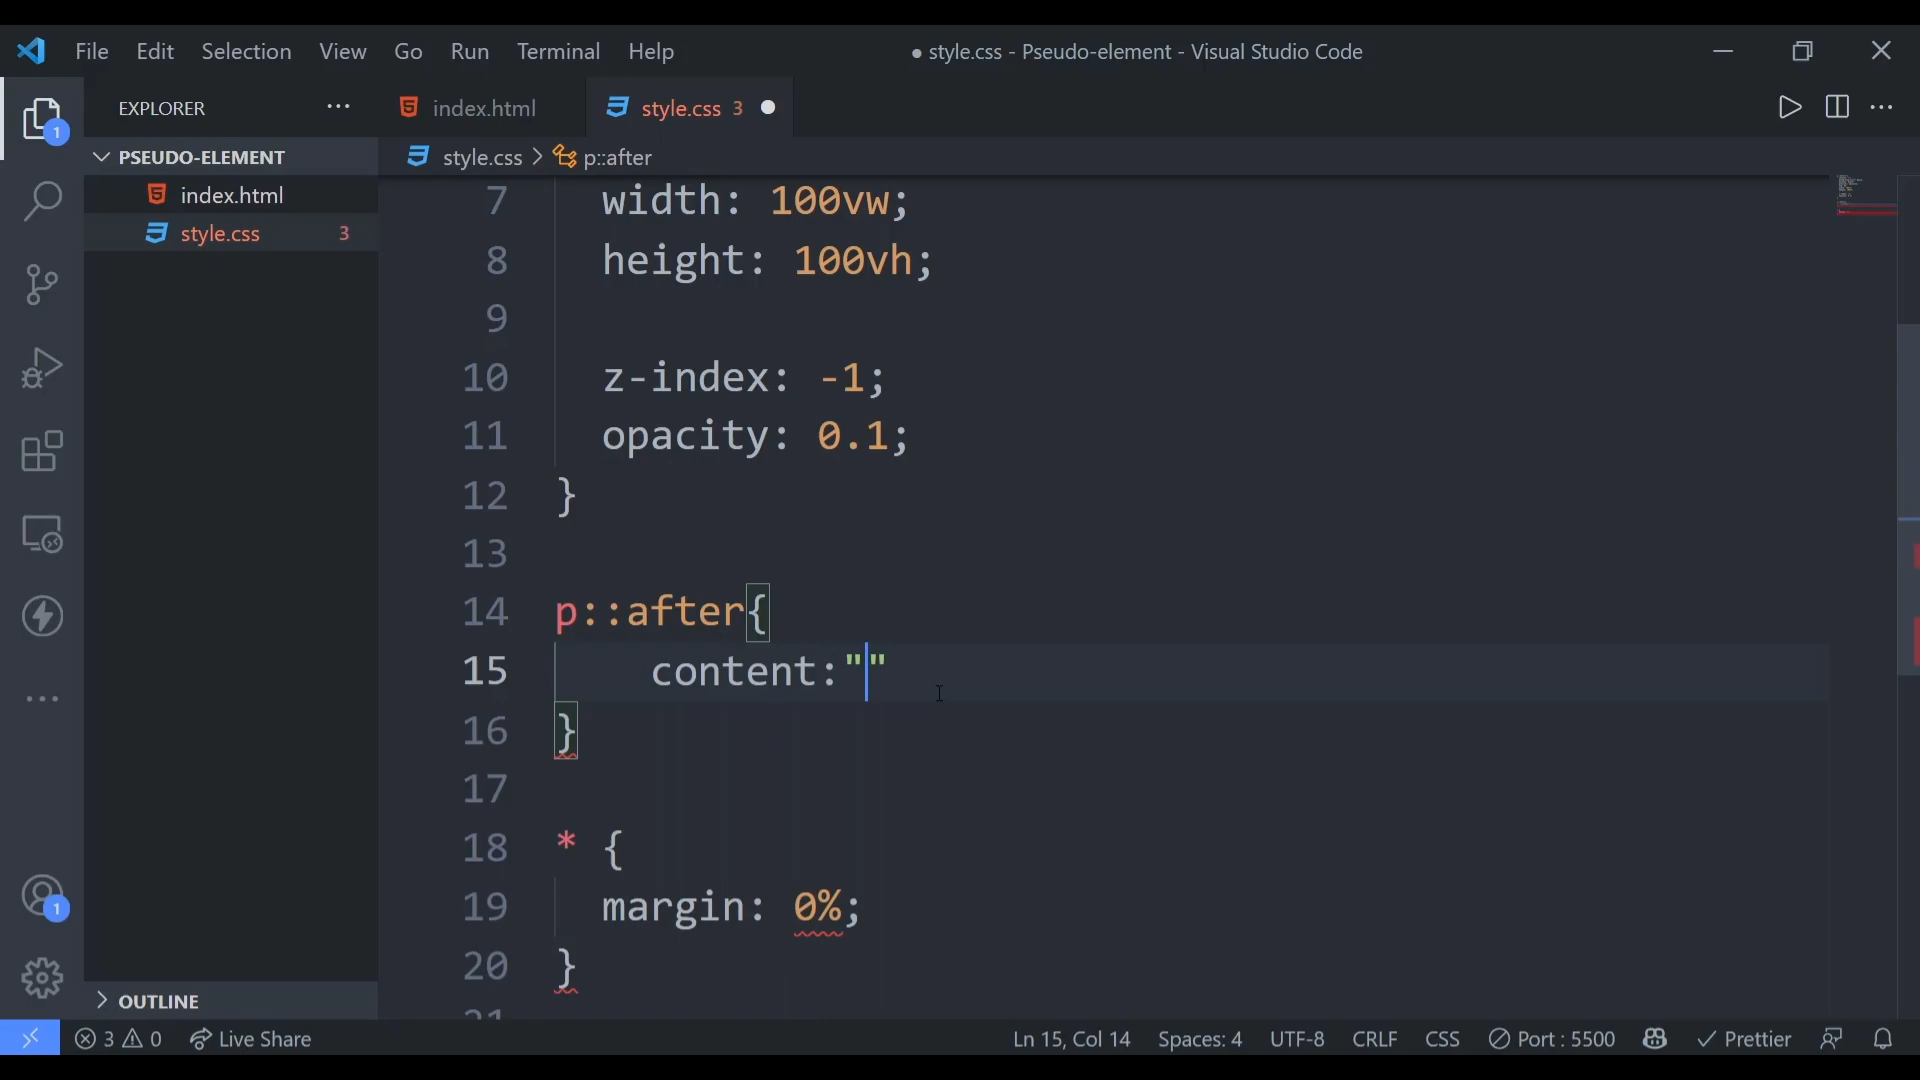 File Edit Selection View Go Run Terminal Help ● style.css - Pseudo-element - Visual Studio Code
EXPLORER ··· index.html style.css 3 ● ···
PSEUDO-ELEMENT style.css > p::after
index.html
style.css 3
7 width: 100vw;
8 height: 100vh;
9
10 z-index: -1;
11 opacity: 0.1;
12 }
13
14 p::after{
15 content:""
16 }
17
18 * {
19 margin: 0%;
20 }
21
1
1
OUTLINE
3 0 Live Share Ln 15, Col 14 Spaces: 4 UTF-8 CRLF CSS Port : 5500 Prettier